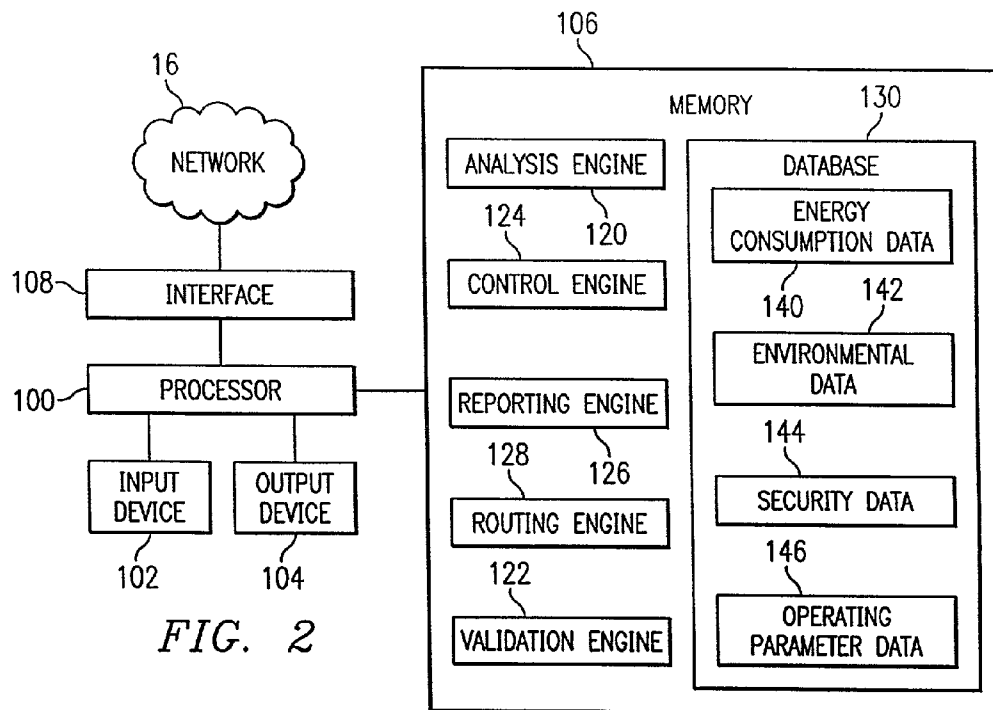 106
16
MEMORY
130
NETWORK
ANALYSIS ENGINE
DATABASE
124
120
ENERGY
CONSUMPTION DATA
108
INTERFACE
CONTROL ENGINE
140
142
100
PROCESSOR
ENVIRONMENTAL
DATA
REPORTING ENGINE
144
128
126
INPUT
DEVICE
OUTPUT
DEVICE
ROUTING ENGINE
SECURITY DATA
102
104
122
146
FIG. 2
VALIDATION ENGINE
OPERATING
PARAMETER DATA